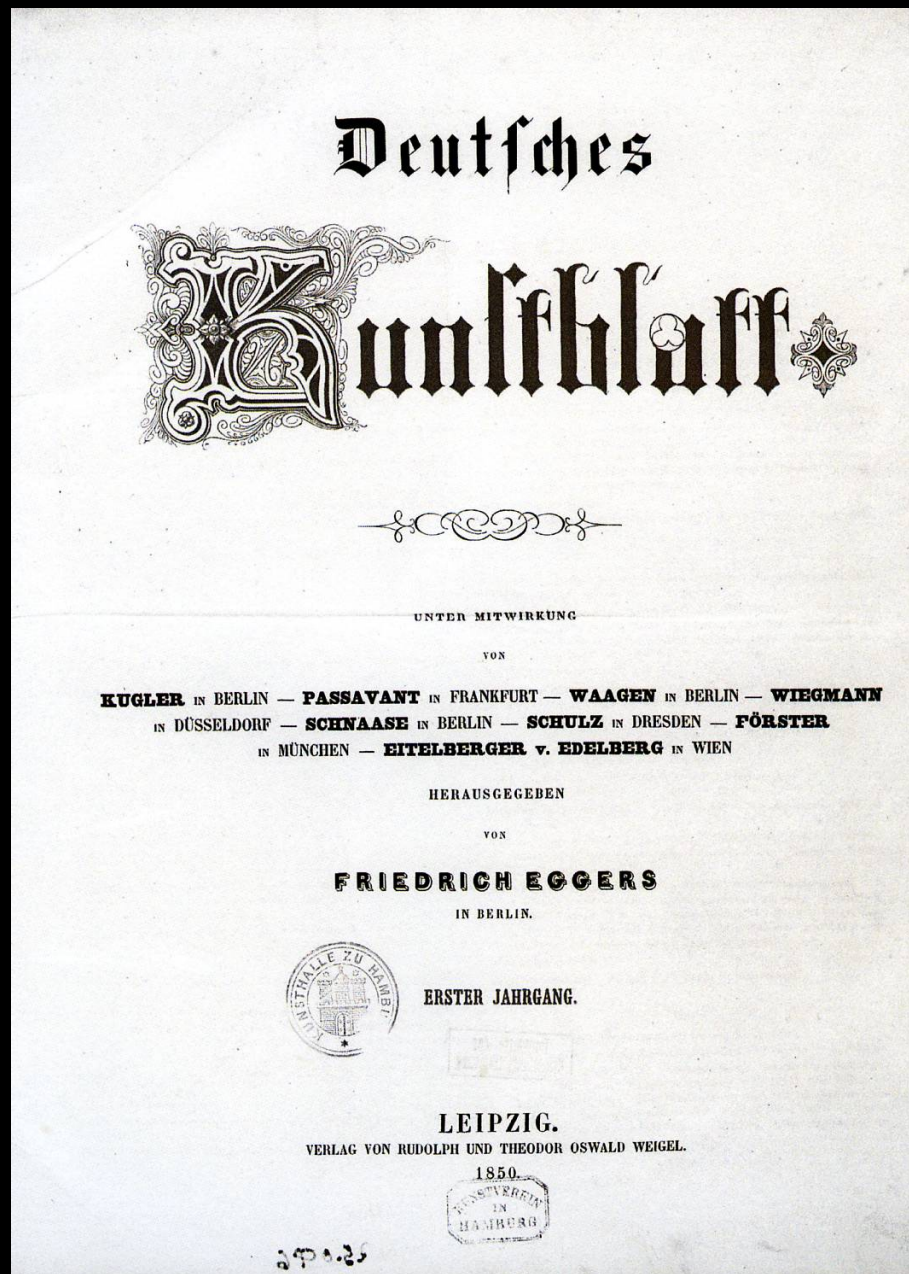 Deutſches
Kunſtblatt
UNTER MITWIRKUNG
VON
KUGLER IN BERLIN — PASSAVANT IN FRANKFURT — WAAGEN IN BERLIN — WIEGMANN
IN DÜSSELDORF — SCHNAASE IN BERLIN — SCHULZ IN DRESDEN — FÖRSTER
IN MÜNCHEN — EITELBERGER v. EDELBERG IN WIEN
HERAUSGEGEBEN
VON
FRIEDRICH EGGERS
IN BERLIN.
KUNSTHALLE ZU HAMB
ERSTER JAHRGANG.
LEIPZIG.
VERLAG VON RUDOLPH UND THEODOR OSWALD WEIGEL.
1850.
KUNSTVEREIN
IN
HAMBURG